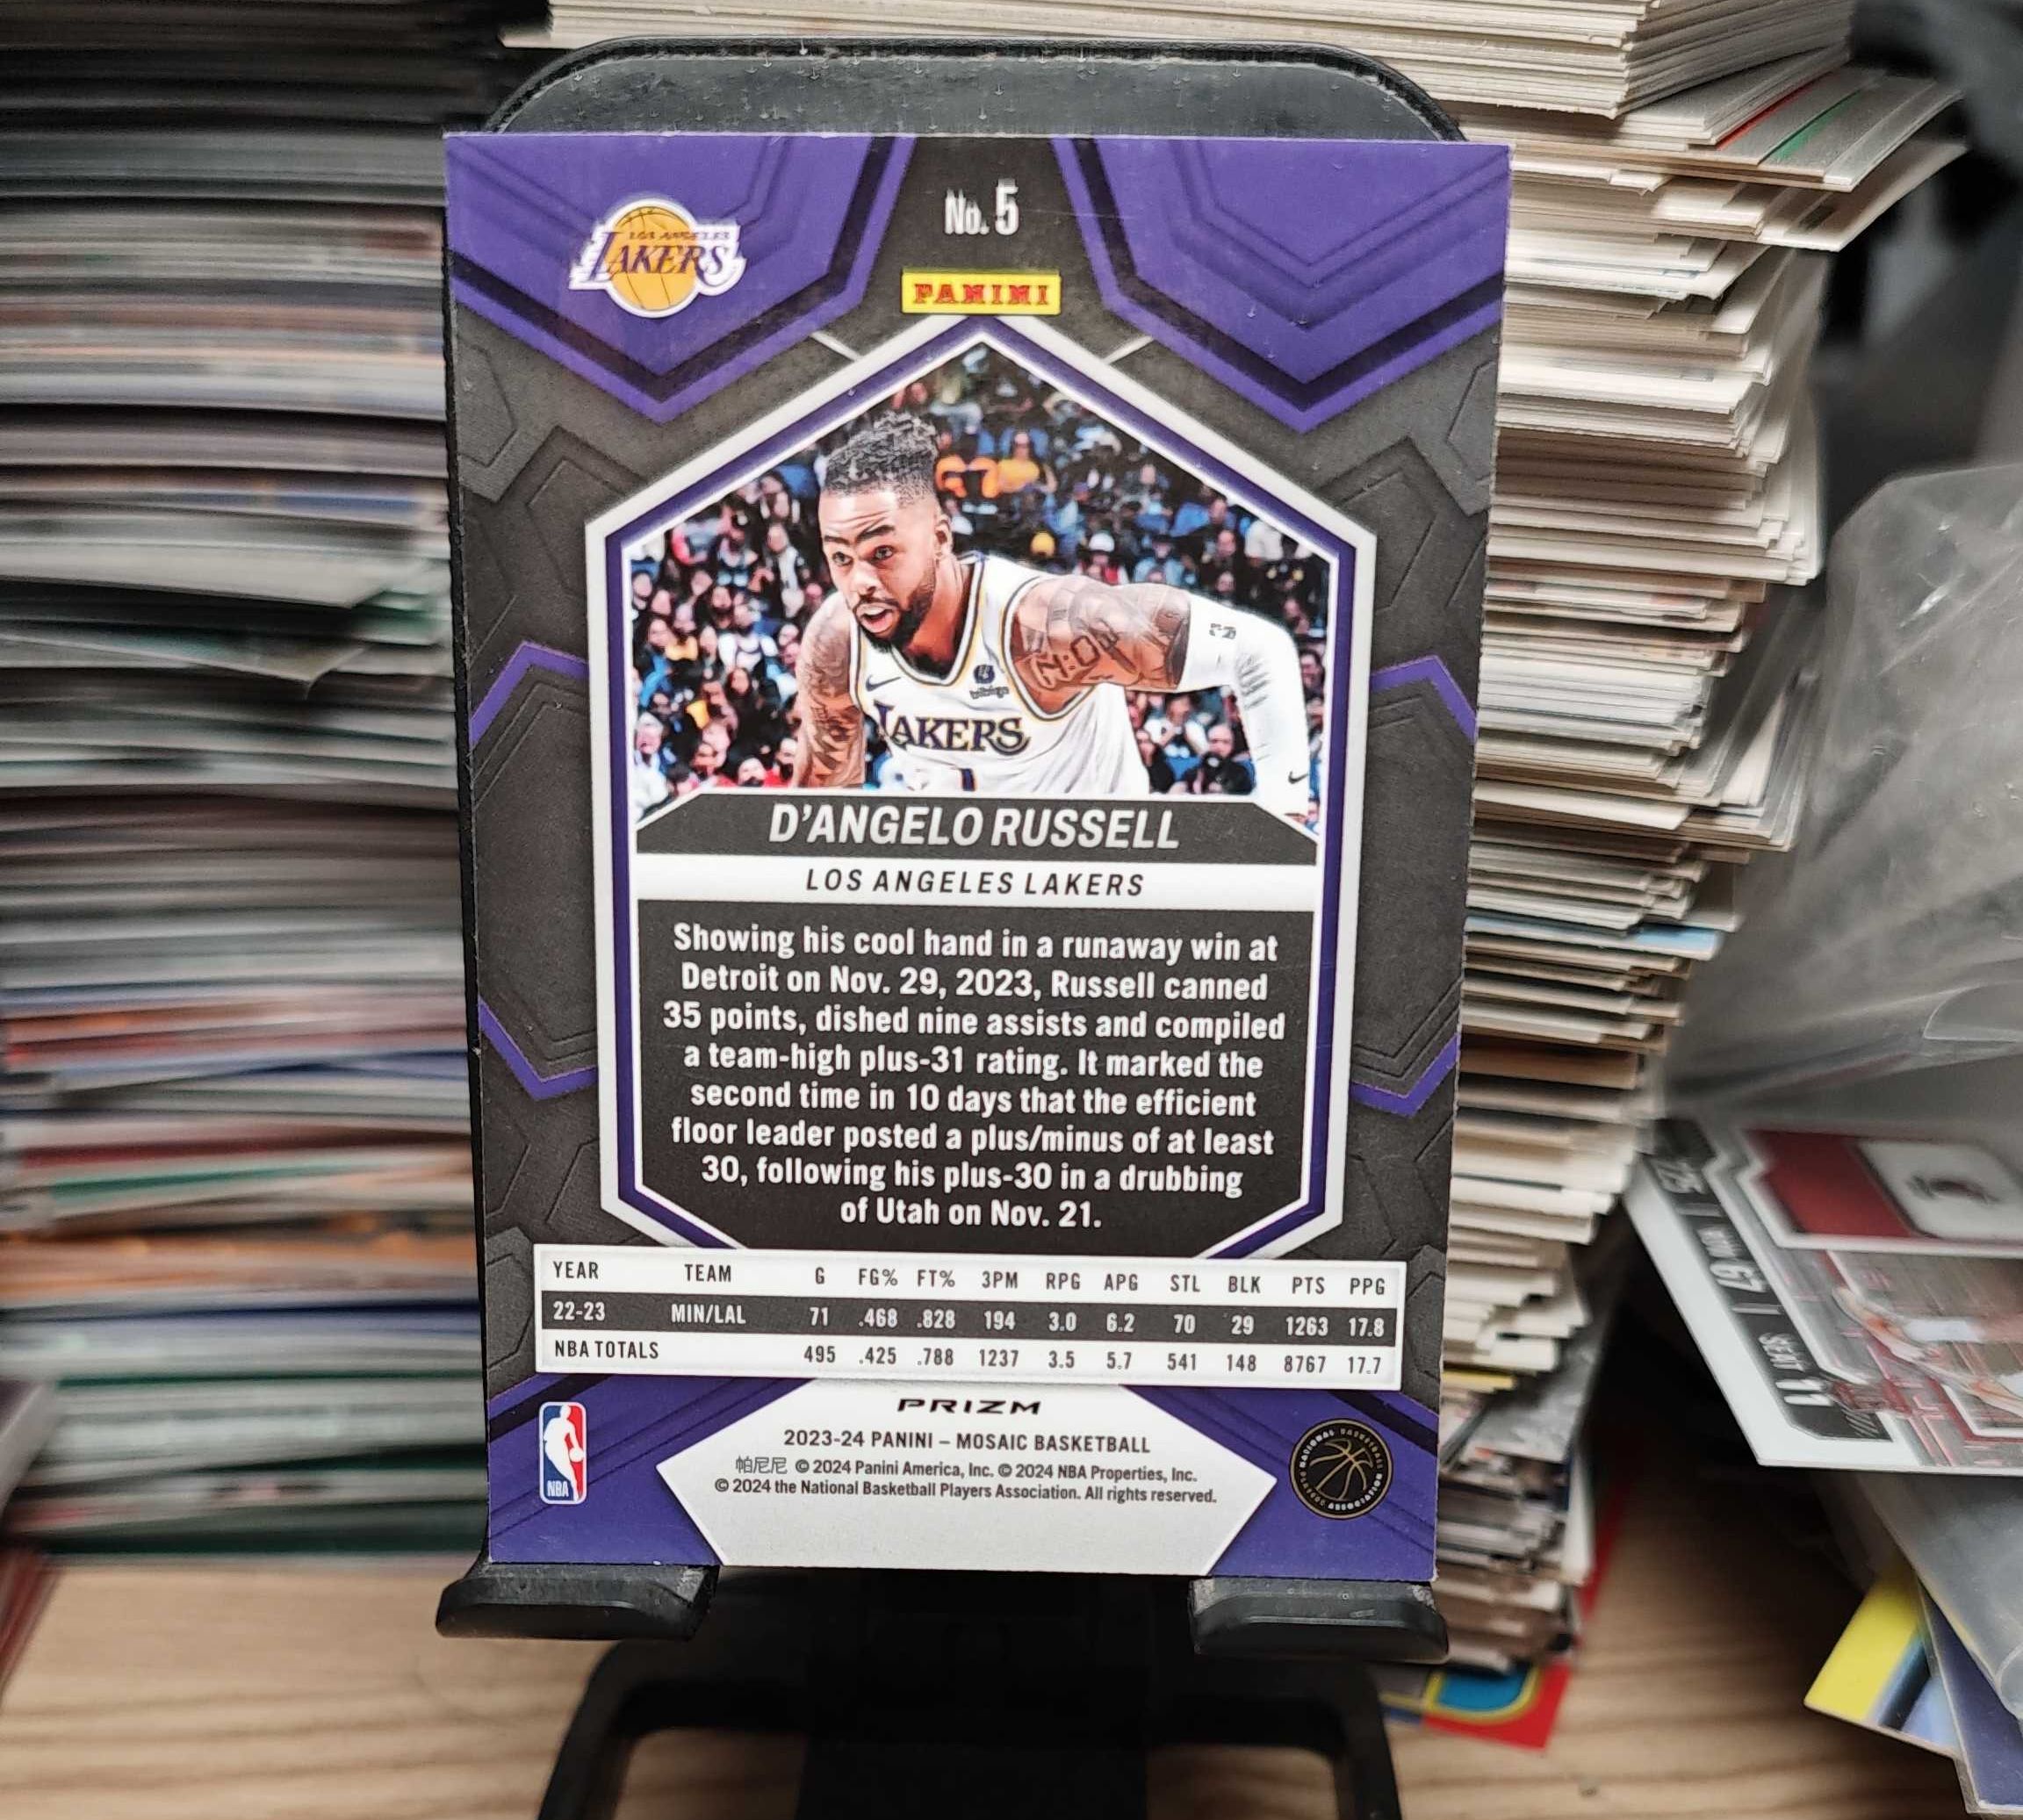 No. 5
LOS ANGELES
LAKERS
PANINI
bibigo
LAKERS
D'ANGELO RUSSELL
LOS ANGELES LAKERS
Showing his cool hand in a runaway win at
Detroit on Nov. 29, 2023, Russell canned
35 points, dished nine assists and compiled
a team-high plus-31 rating. It marked the
second time in 10 days that the efficient
floor leader posted a plus/minus of at least
30, following his plus-30 in a drubbing
of Utah on Nov. 21.
YEAR TEAM G FG% FT% 3PM RPG APG STL BLK PTS PPG
22-23 MIN/LAL 71 .468 .828 194 3.0 6.2 70 29 1263 17.8
NBA TOTALS 495 .425 .788 1237 3.5 5.7 541 148 8767 17.7
PRIZM
2023-24 PANINI – MOSAIC BASKETBALL
帕尼尼 © 2024 Panini America, Inc. © 2024 NBA Properties, Inc.
© 2024 the National Basketball Players Association. All rights reserved.
NBA
NATIONAL BASKETBALL PLAYERS ASSOCIATION